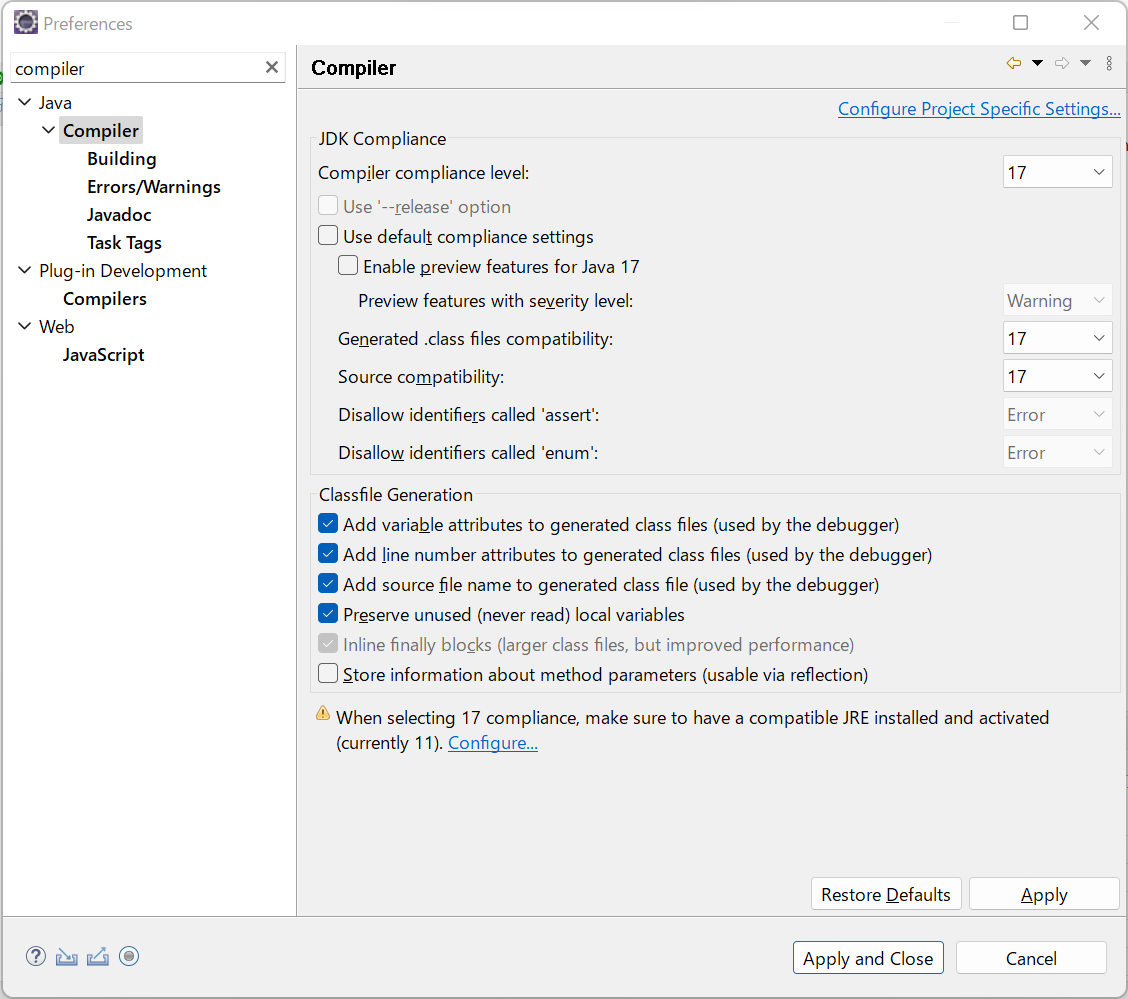 Preferences
compiler
Java
Compiler
Building
Errors/Warnings
Javadoc
Task Tags
Plug-in Development
Compilers
Web
JavaScript
Compiler
Configure Project Specific Settings...
JDK Compliance
Compiler compliance level: 17
Use '--release' option
Use default compliance settings
Enable preview features for Java 17
Preview features with severity level: Warning
Generated .class files compatibility: 17
Source compatibility: 17
Disallow identifiers called 'assert': Error
Disallow identifiers called 'enum': Error
Classfile Generation
Add variable attributes to generated class files (used by the debugger)
Add line number attributes to generated class files (used by the debugger)
Add source file name to generated class file (used by the debugger)
Preserve unused (never read) local variables
Inline finally blocks (larger class files, but improved performance)
Store information about method parameters (usable via reflection)
When selecting 17 compliance, make sure to have a compatible JRE installed and activated
(currently 11). Configure...
Restore Defaults Apply
Apply and Close Cancel